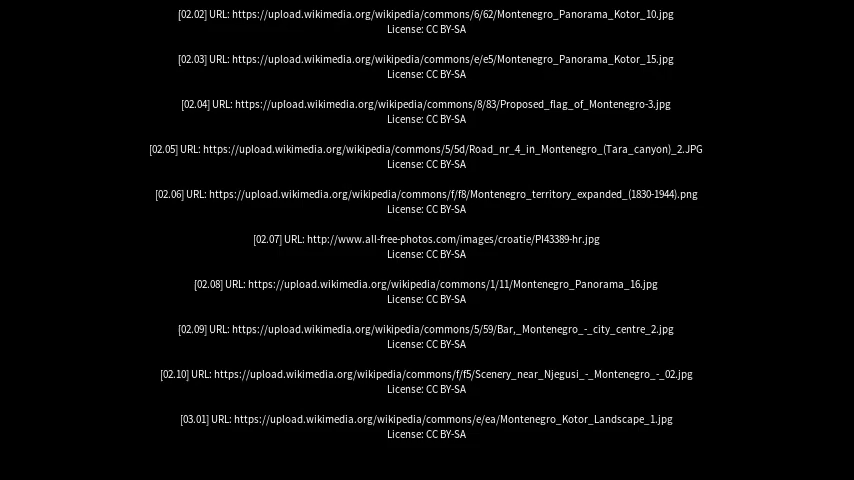 [02.02] URL: https://upload.wikimedia.org/wikipedia/commons/6/62/Montenegro_Panorama_Kotor_10.jpg
License: CC BY-SA
[02.03] URL: https://upload.wikimedia.org/wikipedia/commons/e/e5/Montenegro_Panorama_Kotor_15.jpg
License: CC BY-SA
[02.04] URL: https://upload.wikimedia.org/wikipedia/commons/8/83/Proposed_flag_of_Montenegro-3.jpg
License: CC BY-SA
[02.05] URL: https://upload.wikimedia.org/wikipedia/commons/5/5d/Road_nr_4_in_Montenegro_(Tara_canyon)_2.JPG
License: CC BY-SA
[02.06] URL: https://upload.wikimedia.org/wikipedia/commons/f/f8/Montenegro_territory_expanded_(1830-1944).png
License: CC BY-SA
[02.07] URL: http://www.all-free-photos.com/images/croatie/PI43389-hr.jpg
License: CC BY-SA
[02.08] URL: https://upload.wikimedia.org/wikipedia/commons/1/11/Montenegro_Panorama_16.jpg
License: CC BY-SA
[02.09] URL: https://upload.wikimedia.org/wikipedia/commons/5/59/Bar,_Montenegro_-_city_centre_2.jpg
License: CC BY-SA
[02.10] URL: https://upload.wikimedia.org/wikipedia/commons/f/f5/Scenery_near_Njegusi_-_Montenegro_-_02.jpg
License: CC BY-SA
[03.01] URL: https://upload.wikimedia.org/wikipedia/commons/e/ea/Montenegro_Kotor_Landscape_1.jpg
License: CC BY-SA